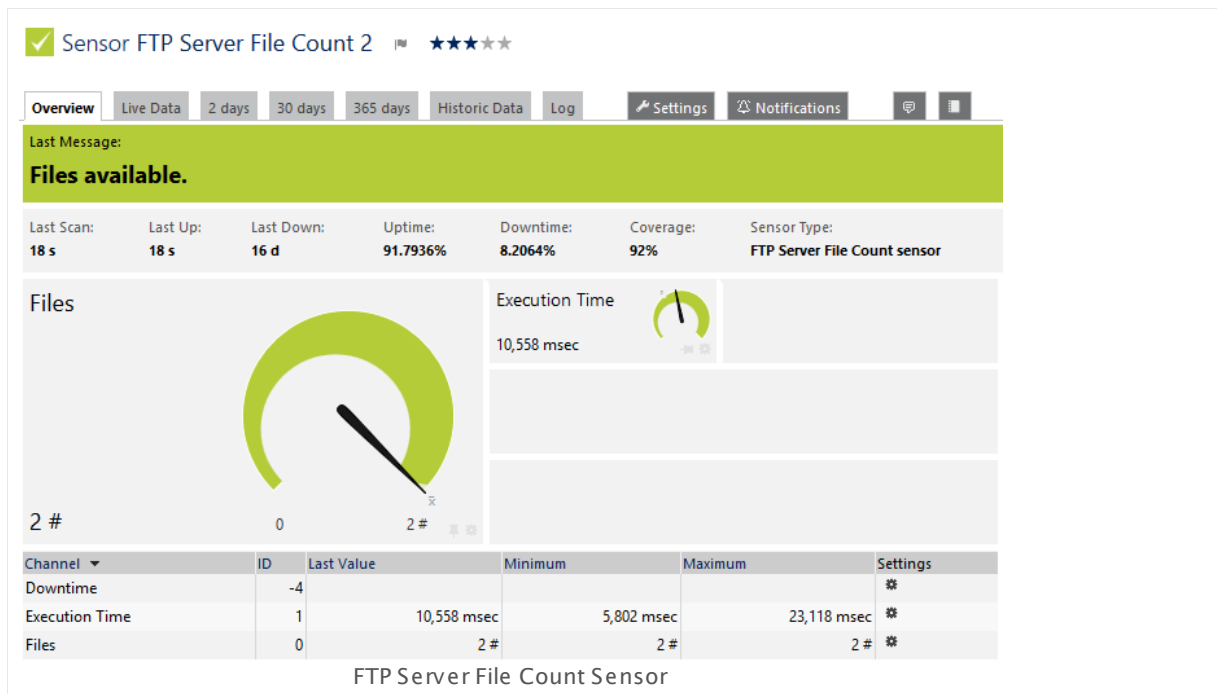 Sensor FTP Server File Count 2
Overview Live Data 2 days 30 days 365 days Historic Data Log Settings Notifications
Last Message:
Files available.
Last Scan: Last Up: Last Down: Uptime: Downtime: Coverage: Sensor Type:
18 s 18 s 16 d 91.7936% 8.2064% 92% FTP Server File Count sensor
Files
Execution Time
10,558 msec
x̄
2 # 0 2 #
Channel ID Last Value Minimum Maximum Settings
Downtime -4
Execution Time 1 10,558 msec 5,802 msec 23,118 msec
Files 0 2 # 2 # 2 #
FTP Server File Count Sensor